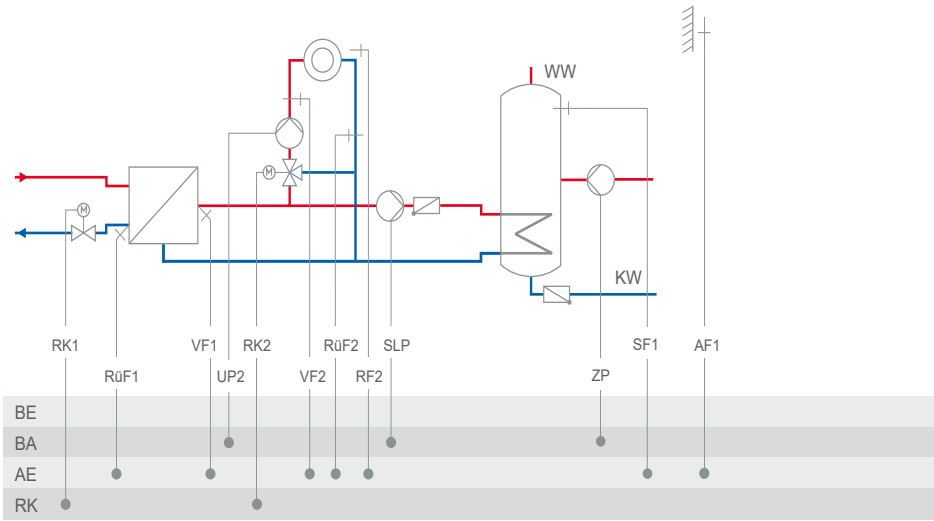 WW
M
M
KW
RK1 VF1 RK2 RüF2 SLP SF1 AF1
RüF1 UP2 VF2 RF2 ZP
BE
BA
AE
RK